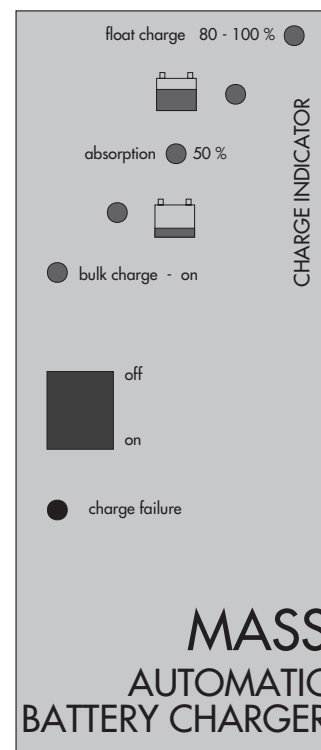 float charge 80 - 100 %
absorption 50 %
CHARGE INDICATOR
bulk charge - on
off
on
charge failure
MASS
AUTOMATIC
BATTERY CHARGER